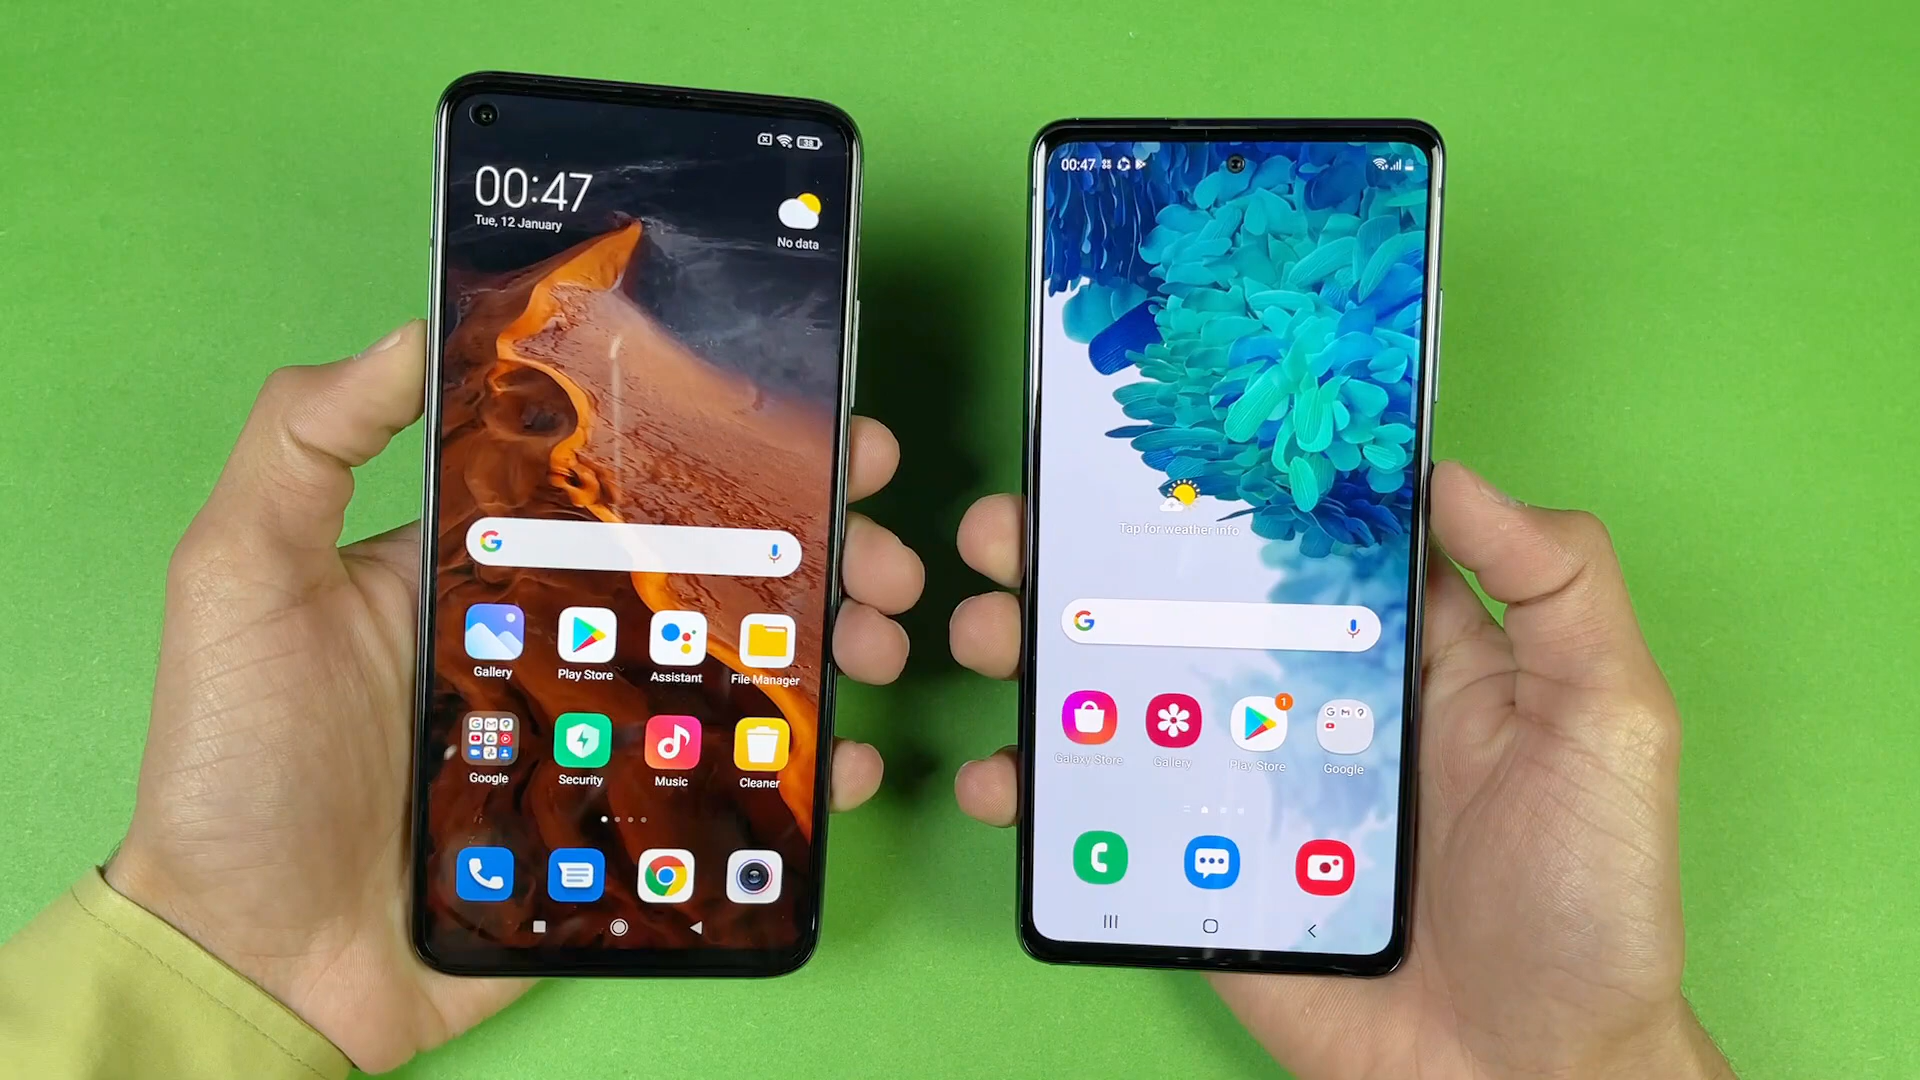 38
00:47
Tue, 12 January
No data
Gallery
Play Store
Assistant
File Manager
Google
Security
Music
Cleaner
00:47
Tap for weather info
1
Galaxy Store
Gallery
Play Store
Google